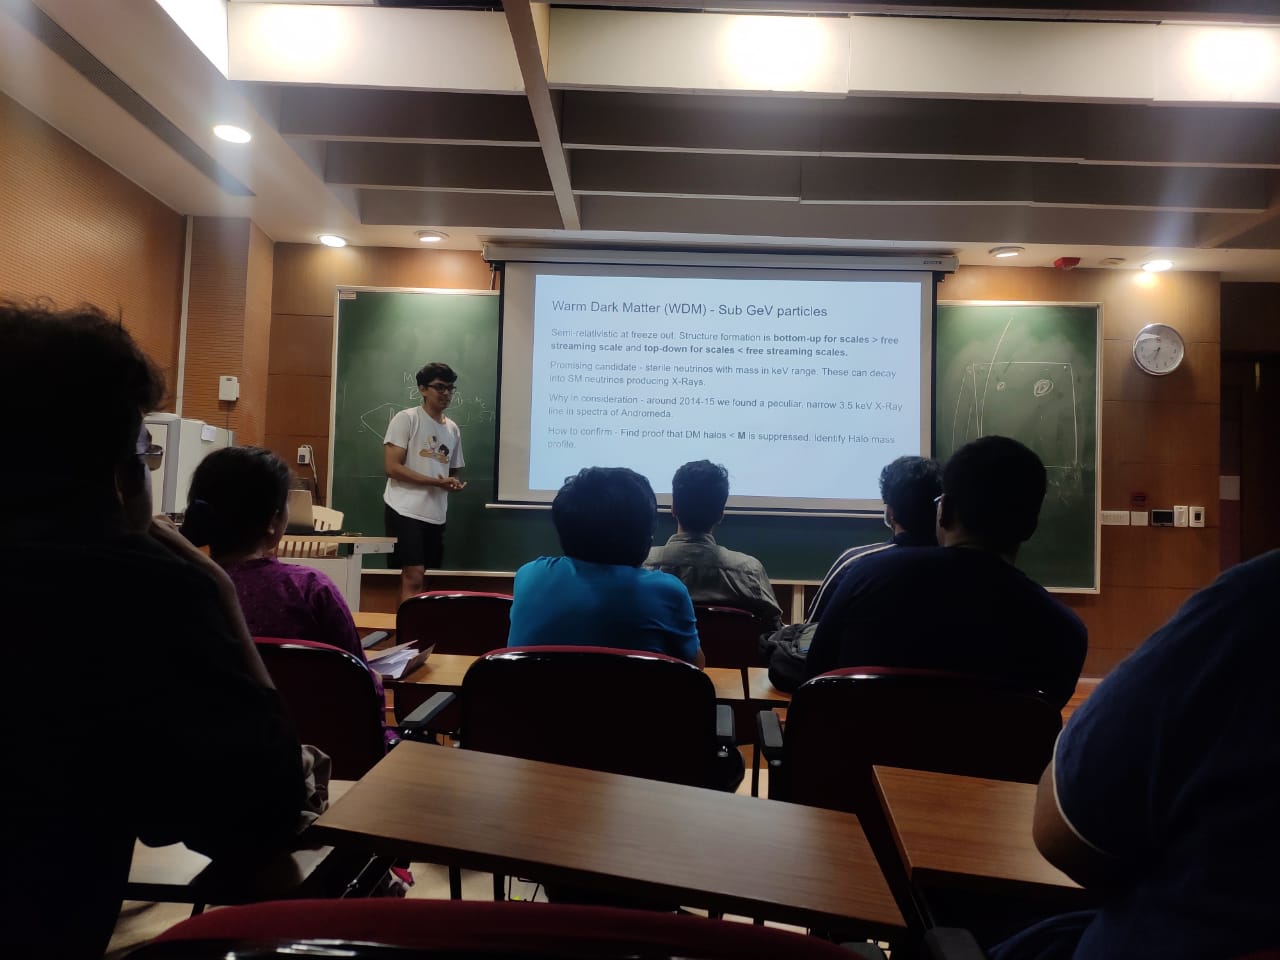 Warm Dark Matter (WDM) - Sub GeV particles
Semi-relativistic at freeze out. Structure formation is bottom-up for scales > free
streaming scale and top-down for scales < free streaming scales.
Promising candidate - sterile neutrinos with mass in keV range. These can decay
into SM neutrinos producing X-Rays.
Why in consideration - around 2014-15 we found a peculiar, narrow 3.5 keV X-Ray
line in spectra of Andromeda.
How to confirm - Find proof that DM halos < M is suppressed. Identify Halo mass
profile.